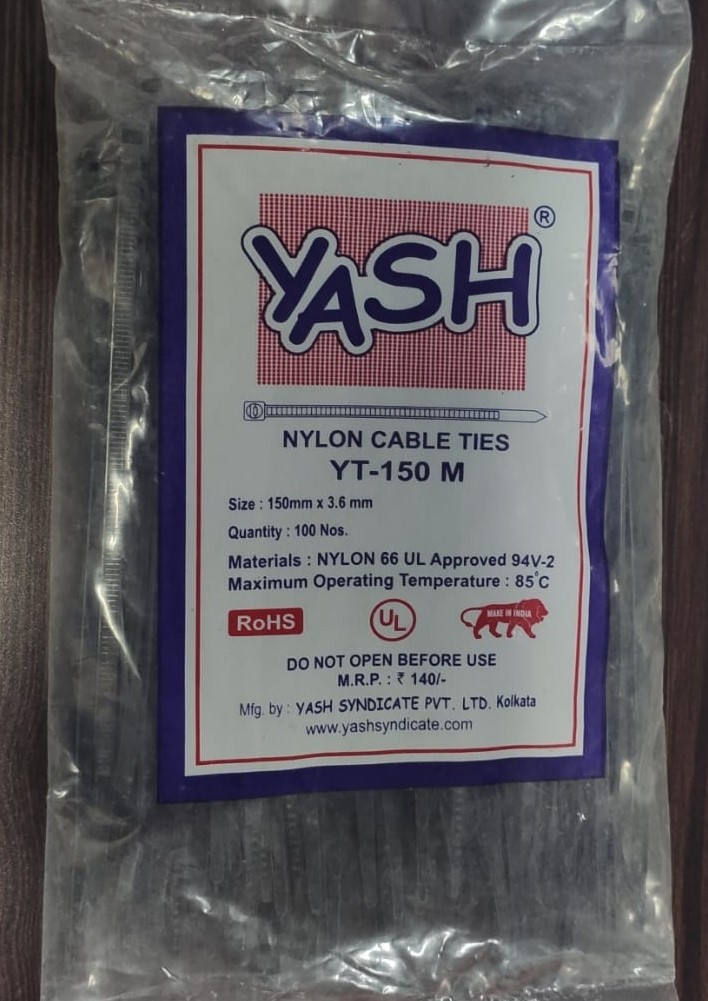 YASH ®
NYLON CABLE TIES
YT-150 M
Size : 150mm x 3.6 mm
Quantity : 100 Nos.
Materials : NYLON 66 UL Approved 94V-2
Maximum Operating Temperature : 85°C
RoHS UL MAKE IN INDIA
DO NOT OPEN BEFORE USE
M.R.P. : ₹ 140/-
Mfg. by : YASH SYNDICATE PVT. LTD. Kolkata
www.yashsyndicate.com